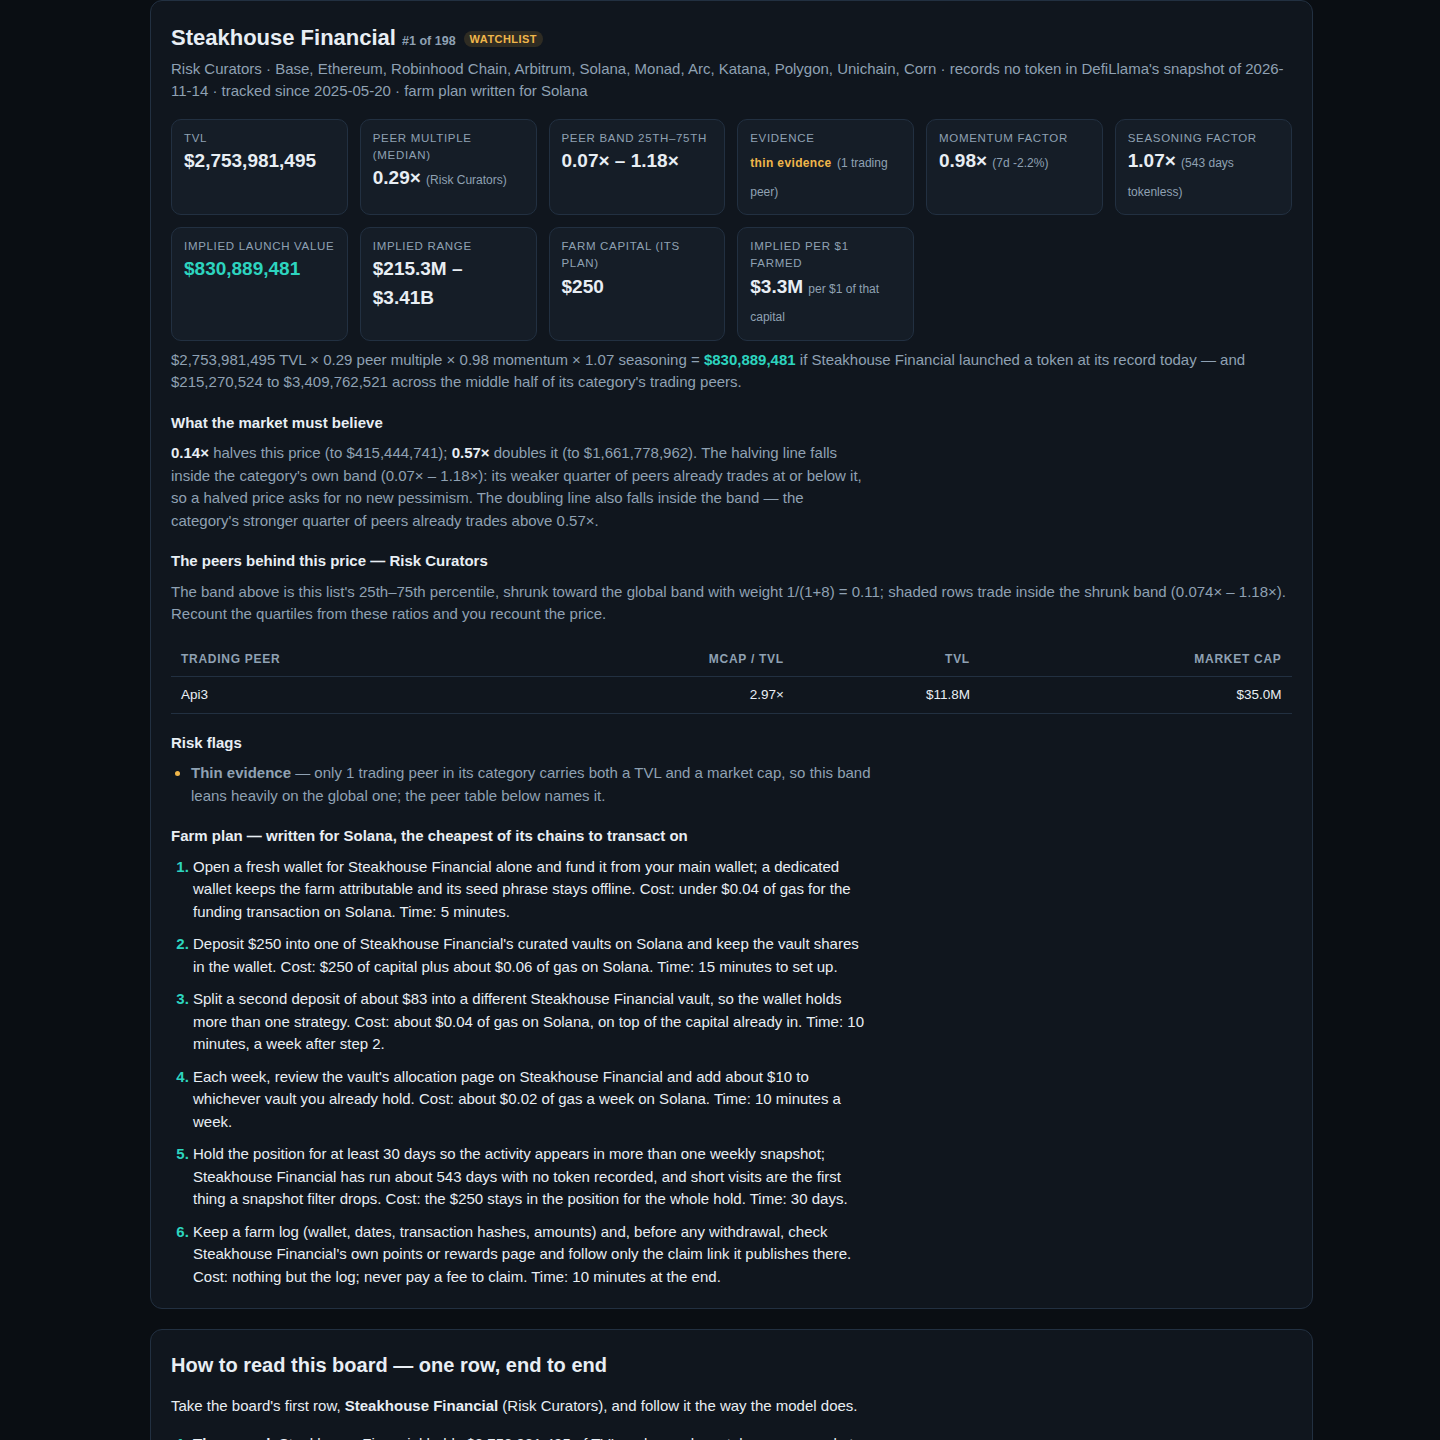 Steakhouse Financial #1 of 198 WATCHLIST
Risk Curators · Base, Ethereum, Robinhood Chain, Arbitrum, Solana, Monad, Arc, Katana, Polygon, Unichain, Corn · records no token in DefiLlama's snapshot of 2026-
11-14 · tracked since 2025-05-20 · farm plan written for Solana
TVL
$2,753,981,495
PEER MULTIPLE
(MEDIAN)
0.29× (Risk Curators)
PEER BAND 25TH–75TH
0.07× – 1.18×
EVIDENCE
thin evidence (1 trading
peer)
MOMENTUM FACTOR
0.98× (7d -2.2%)
SEASONING FACTOR
1.07× (543 days
tokenless)
IMPLIED LAUNCH VALUE
$830,889,481
IMPLIED RANGE
$215.3M –
$3.41B
FARM CAPITAL (ITS
PLAN)
$250
IMPLIED PER $1
FARMED
$3.3M per $1 of that
capital
$2,753,981,495 TVL × 0.29 peer multiple × 0.98 momentum × 1.07 seasoning = $830,889,481 if Steakhouse Financial launched a token at its record today — and
$215,270,524 to $3,409,762,521 across the middle half of its category's trading peers.
What the market must believe
0.14× halves this price (to $415,444,741); 0.57× doubles it (to $1,661,778,962). The halving line falls
inside the category's own band (0.07× – 1.18×): its weaker quarter of peers already trades at or below it,
so a halved price asks for no new pessimism. The doubling line also falls inside the band — the
category's stronger quarter of peers already trades above 0.57×.
The peers behind this price — Risk Curators
The band above is this list's 25th–75th percentile, shrunk toward the global band with weight 1/(1+8) = 0.11; shaded rows trade inside the shrunk band (0.074× – 1.18×).
Recount the quartiles from these ratios and you recount the price.
TRADING PEER MCAP / TVL TVL MARKET CAP
Api3 2.97× $11.8M $35.0M
Risk flags
Thin evidence — only 1 trading peer in its category carries both a TVL and a market cap, so this band
leans heavily on the global one; the peer table below names it.
Farm plan — written for Solana, the cheapest of its chains to transact on
1. Open a fresh wallet for Steakhouse Financial alone and fund it from your main wallet; a dedicated
wallet keeps the farm attributable and its seed phrase stays offline. Cost: under $0.04 of gas for the
funding transaction on Solana. Time: 5 minutes.
2. Deposit $250 into one of Steakhouse Financial's curated vaults on Solana and keep the vault shares
in the wallet. Cost: $250 of capital plus about $0.06 of gas on Solana. Time: 15 minutes to set up.
3. Split a second deposit of about $83 into a different Steakhouse Financial vault, so the wallet holds
more than one strategy. Cost: about $0.04 of gas on Solana, on top of the capital already in. Time: 10
minutes, a week after step 2.
4. Each week, review the vault's allocation page on Steakhouse Financial and add about $10 to
whichever vault you already hold. Cost: about $0.02 of gas a week on Solana. Time: 10 minutes a
week.
5. Hold the position for at least 30 days so the activity appears in more than one weekly snapshot;
Steakhouse Financial has run about 543 days with no token recorded, and short visits are the first
thing a snapshot filter drops. Cost: the $250 stays in the position for the whole hold. Time: 30 days.
6. Keep a farm log (wallet, dates, transaction hashes, amounts) and, before any withdrawal, check
Steakhouse Financial's own points or rewards page and follow only the claim link it publishes there.
Cost: nothing but the log; never pay a fee to claim. Time: 10 minutes at the end.
How to read this board — one row, end to end
Take the board's first row, Steakhouse Financial (Risk Curators), and follow it the way the model does.